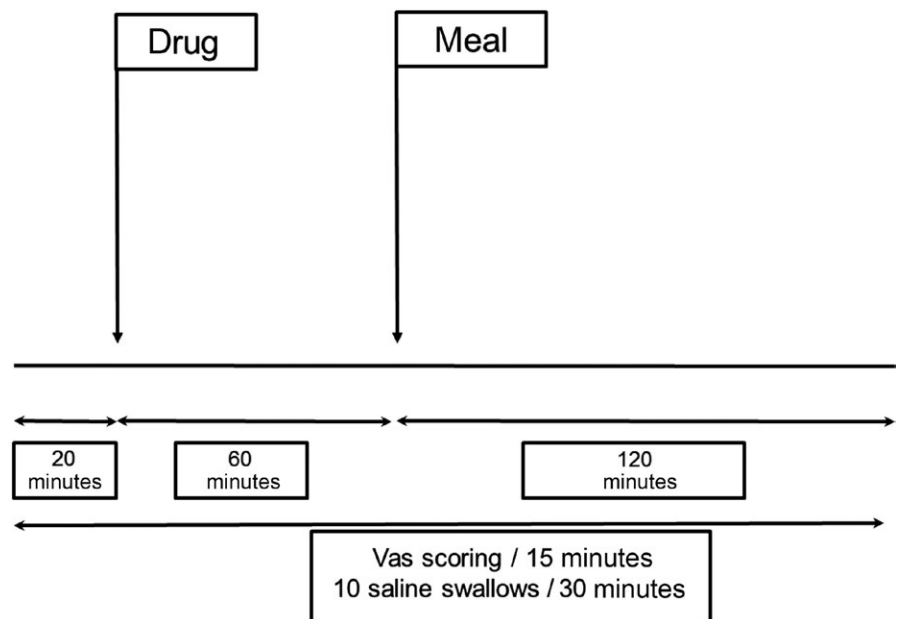 Drug
Meal
20
minutes
60
minutes
120
minutes
Vas scoring / 15 minutes
10 saline swallows / 30 minutes